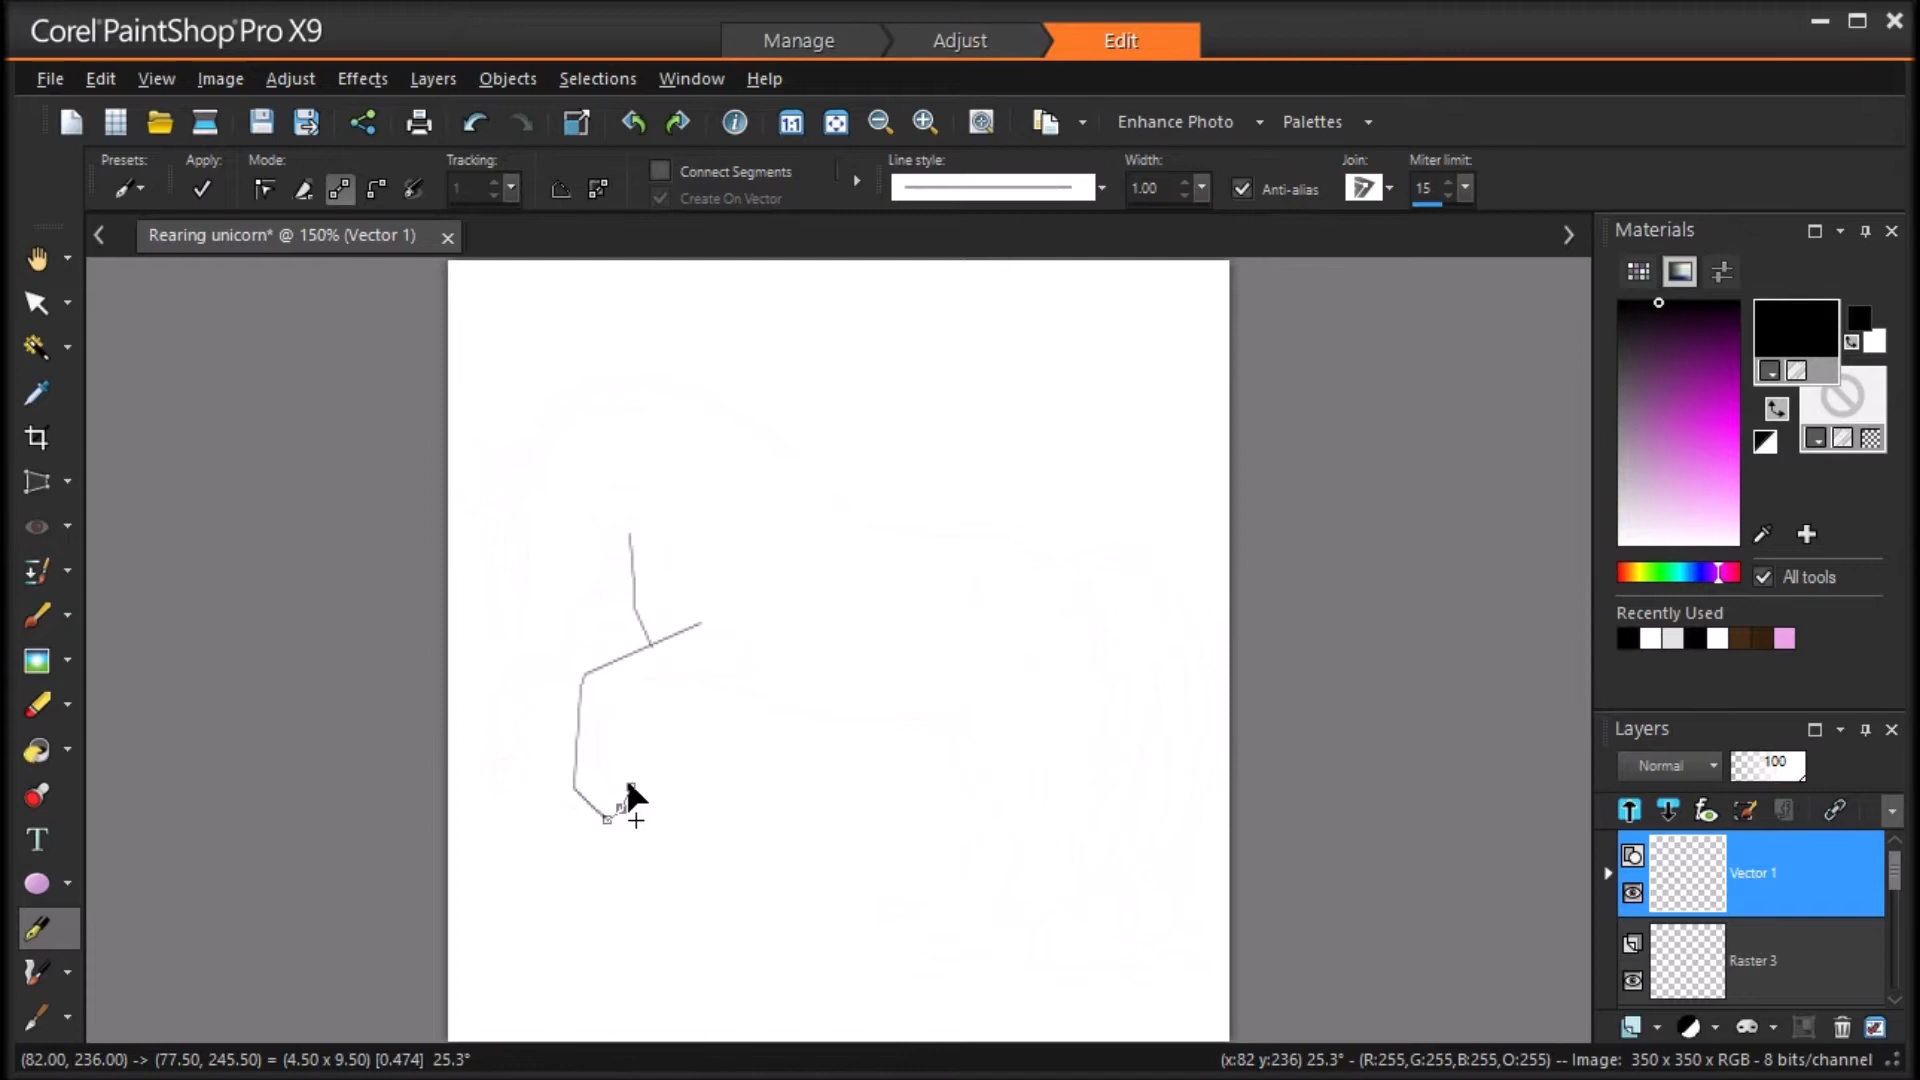 Corel PaintShop Pro X9
Manage Adjust Edit
File Edit View Image Adjust Effects Layers Objects Selections Window Help
1:1 Enhance Photo Palettes
Presets: Apply: Mode: Tracking: Line style: Width: Join: Miter limit:
1 Connect Segments 1.00 Anti-alias 15
Create On Vector
Rearing unicorn* @ 150% (Vector 1)
Materials
All tools
Recently Used
Layers
Normal 100
Vector 1
Raster 3
(82.00, 236.00) -> (77.50, 245.50) = (4.50 x 9.50) [0.474] 25.3°
(x:82 y:236) 25.3° - (R:255,G:255,B:255,O:255) -- Image: 350 x 350 x RGB - 8 bits/channel